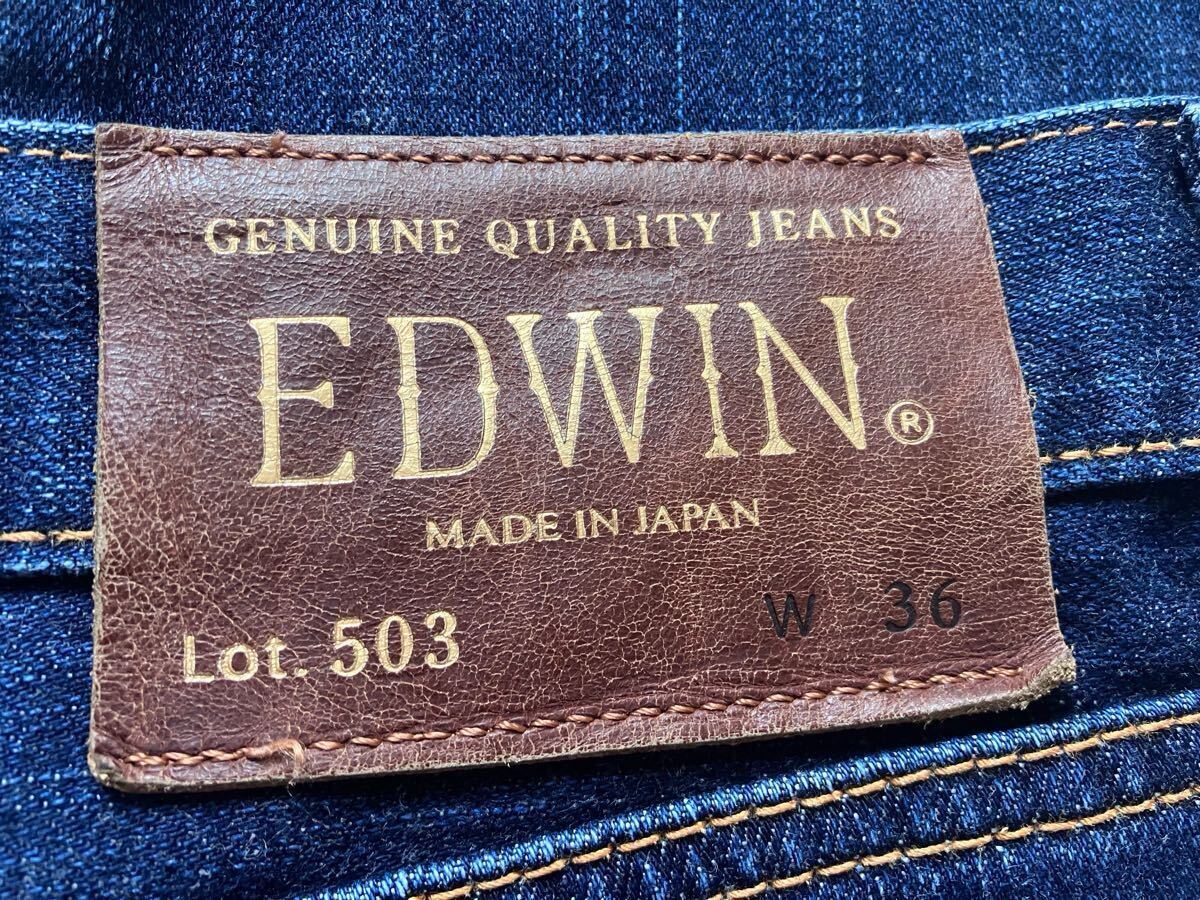 GENUINE QUALITY JEANS
EDWIN®
MADE IN JAPAN
Lot. 503 W 36